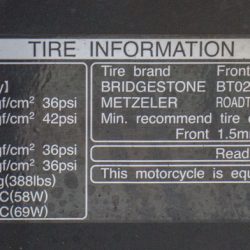 TIRE INFORMATION
Tire brand Front
BRIDGESTONE BT02
METZELER ROADT
Min. recommend tire
Front 1.5m
Read
This motorcycle is equ
y]
gf/cm² 36psi
gf/cm² 42psi
gf/cm² 36psi
gf/cm² 36psi
g(388lbs)
C(58W)
C(69W)